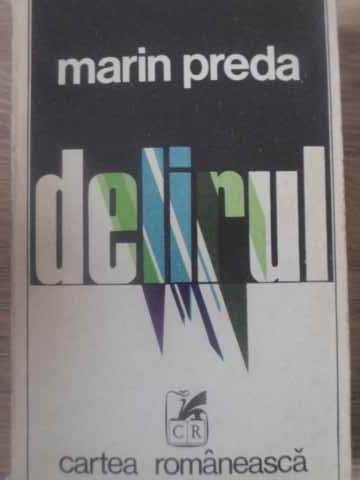 marin preda
delirul
CR
cartea românească